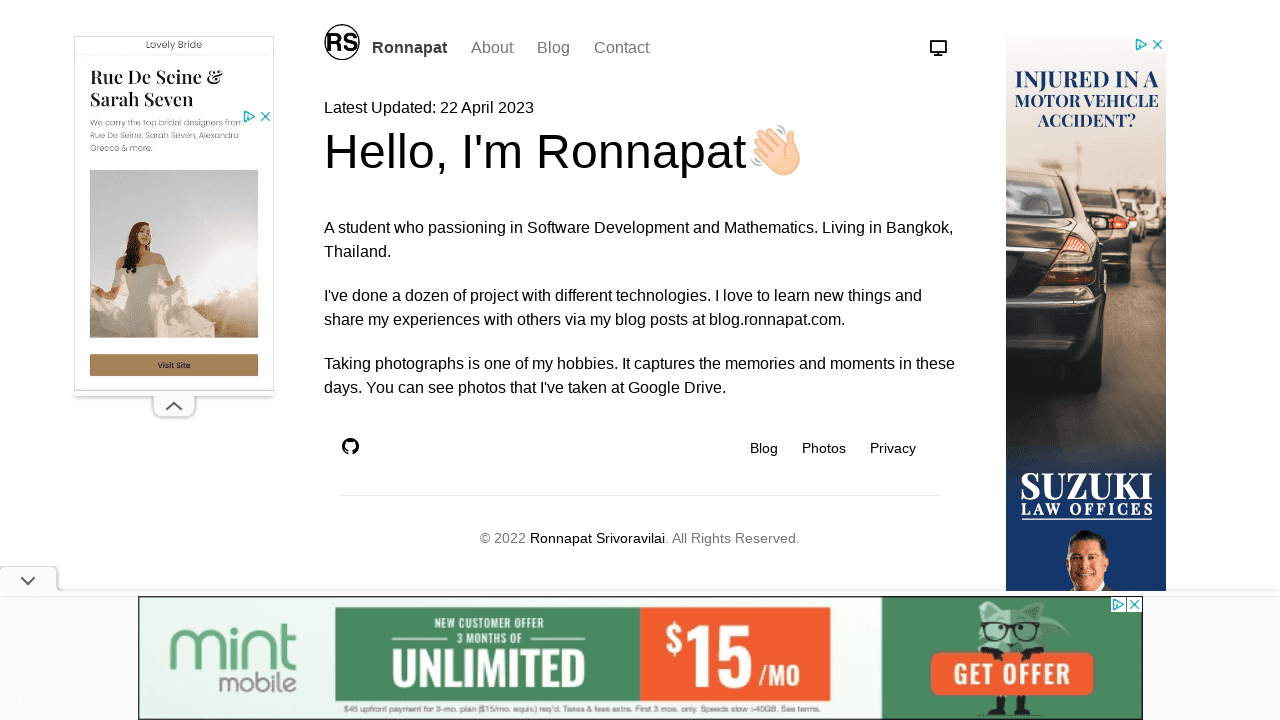 Lovely Bride
Rue De Seine &
Sarah Seven
We carry the top bridal designers from
Rue De Seine, Sarah Seven, Alexandra
Grecco & more.
Visit Site
RS
Ronnapat
About
Blog
Contact
Latest Updated: 22 April 2023
Hello, I'm Ronnapat👋🏻
A student who passioning in Software Development and Mathematics. Living in Bangkok,
Thailand.
I've done a dozen of project with different technologies. I love to learn new things and
share my experiences with others via my blog posts at blog.ronnapat.com.
Taking photographs is one of my hobbies. It captures the memories and moments in these
days. You can see photos that I've taken at Google Drive.
Blog
Photos
Privacy
© 2022 Ronnapat Srivoravilai. All Rights Reserved.
INJURED IN A
MOTOR VEHICLE
ACCIDENT?
SUZUKI
LAW OFFICES
mint
mobile
NEW CUSTOMER OFFER
3 MONTHS OF
UNLIMITED
$15/MO
GET OFFER
$45 upfront payment for 3-mo. plan ($15/mo. equiv.) req'd. Taxes & fees extra. First 3 mos. only. Speeds slow >40GB. See terms.